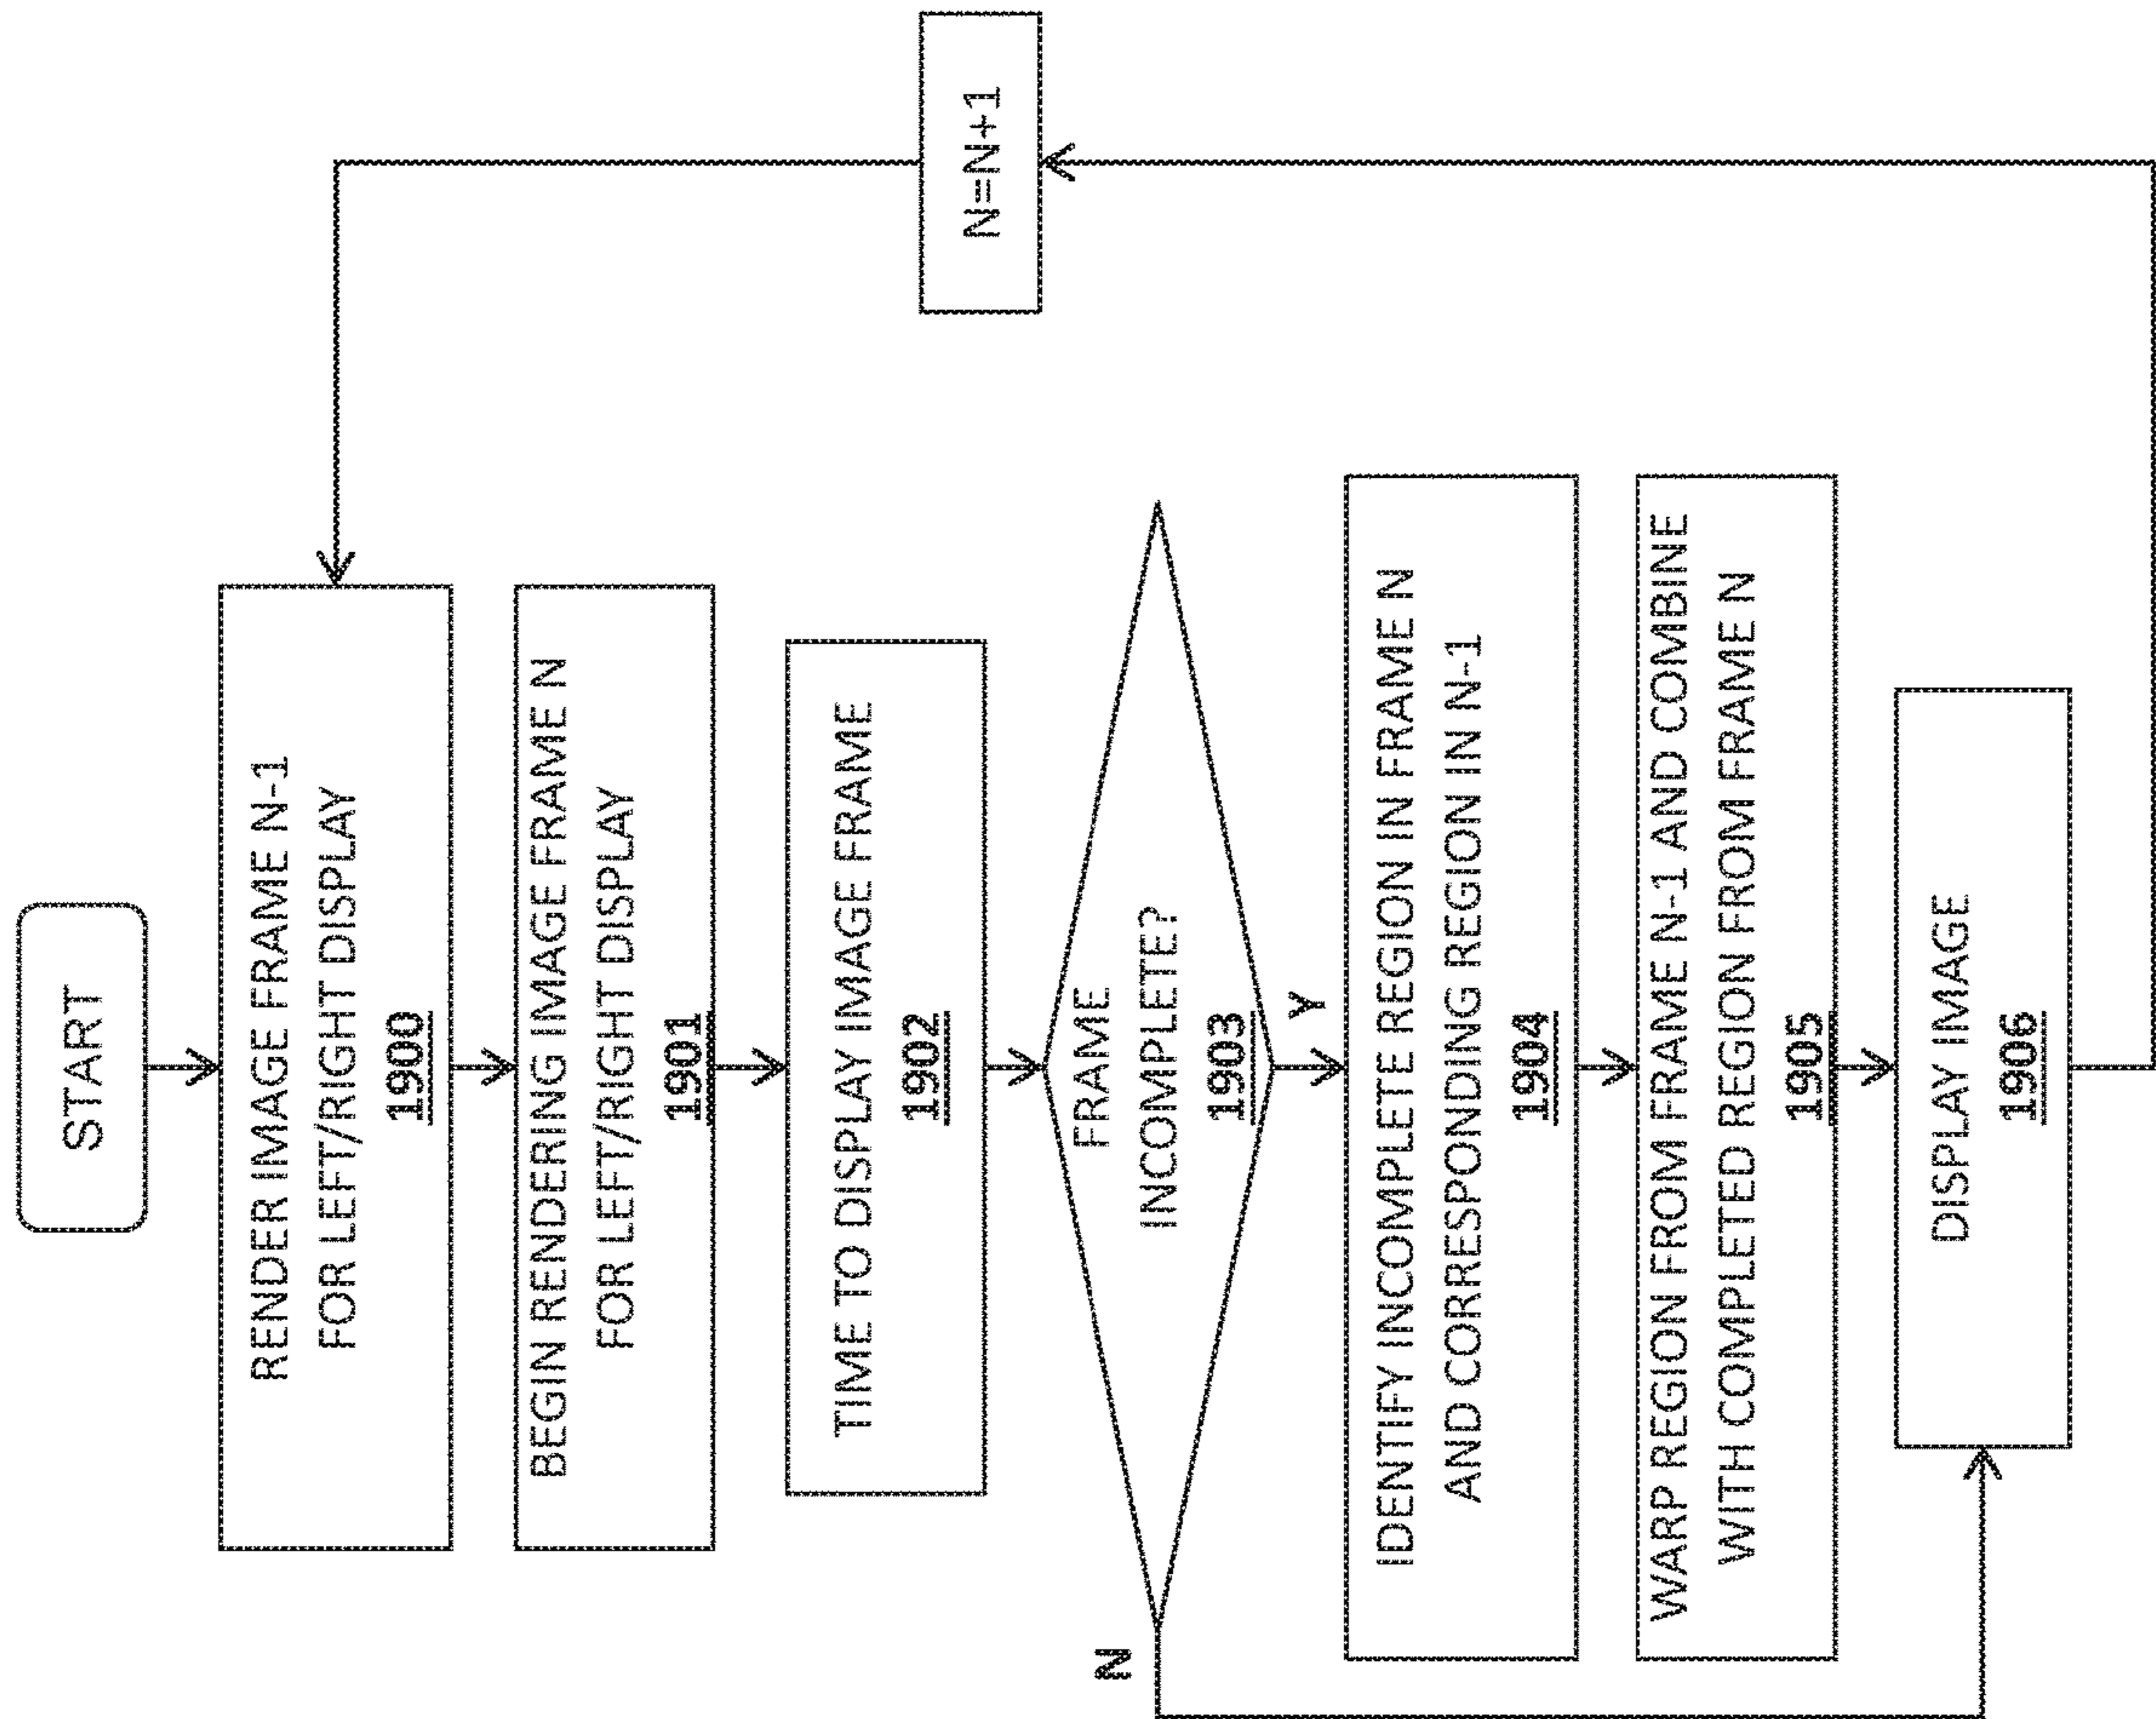 START
RENDER IMAGE FRAME N-1
FOR LEFT/RIGHT DISPLAY
1900
BEGIN RENDERING IMAGE FRAME N
FOR LEFT/RIGHT DISPLAY
1901
TIME TO DISPLAY IMAGE FRAME
1902
FRAME
INCOMPLETE?
1903
N
Y
IDENTIFY INCOMPLETE REGION IN FRAME N
AND CORRESPONDING REGION IN N-1
1904
WARP REGION FROM FRAME N-1 AND COMBINE
WITH COMPLETED REGION FROM FRAME N
1905
DISPLAY IMAGE
1906
N=N+1